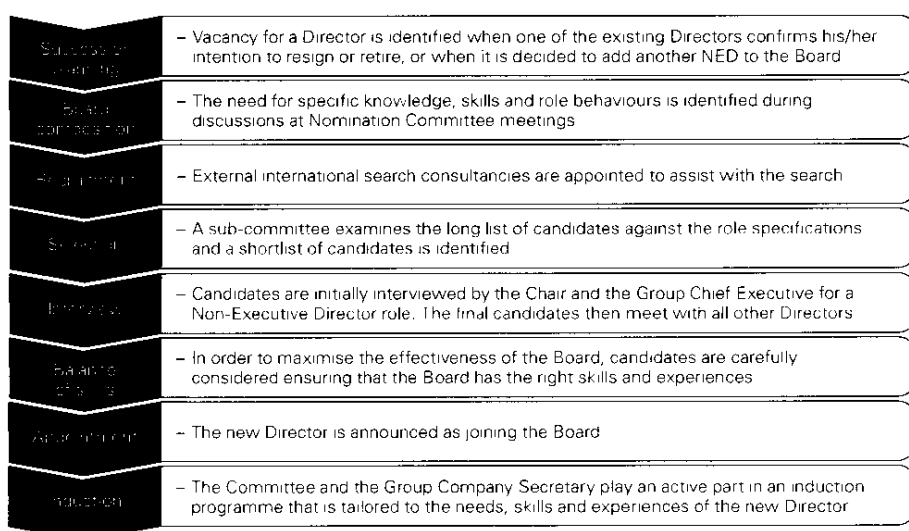 – Vacancy for a Director is identified when one of the existing Directors confirms his/her
intention to resign or retire, or when it is decided to add another NED to the Board
Board
composition
– The need for specific knowledge, skills and role behaviours is identified during
discussions at Nomination Committee meetings
– External international search consultancies are appointed to assist with the search
– A sub-committee examines the long list of candidates against the role specifications
and a shortlist of candidates is identified
Interview
– Candidates are initially interviewed by the Chair and the Group Chief Executive for a
Non-Executive Director role. The final candidates then meet with all other Directors
Balance
– In order to maximise the effectiveness of the Board, candidates are carefully
considered ensuring that the Board has the right skills and experiences
– The new Director is announced as joining the Board
Induction
– The Committee and the Group Company Secretary play an active part in an induction
programme that is tailored to the needs, skills and experiences of the new Director